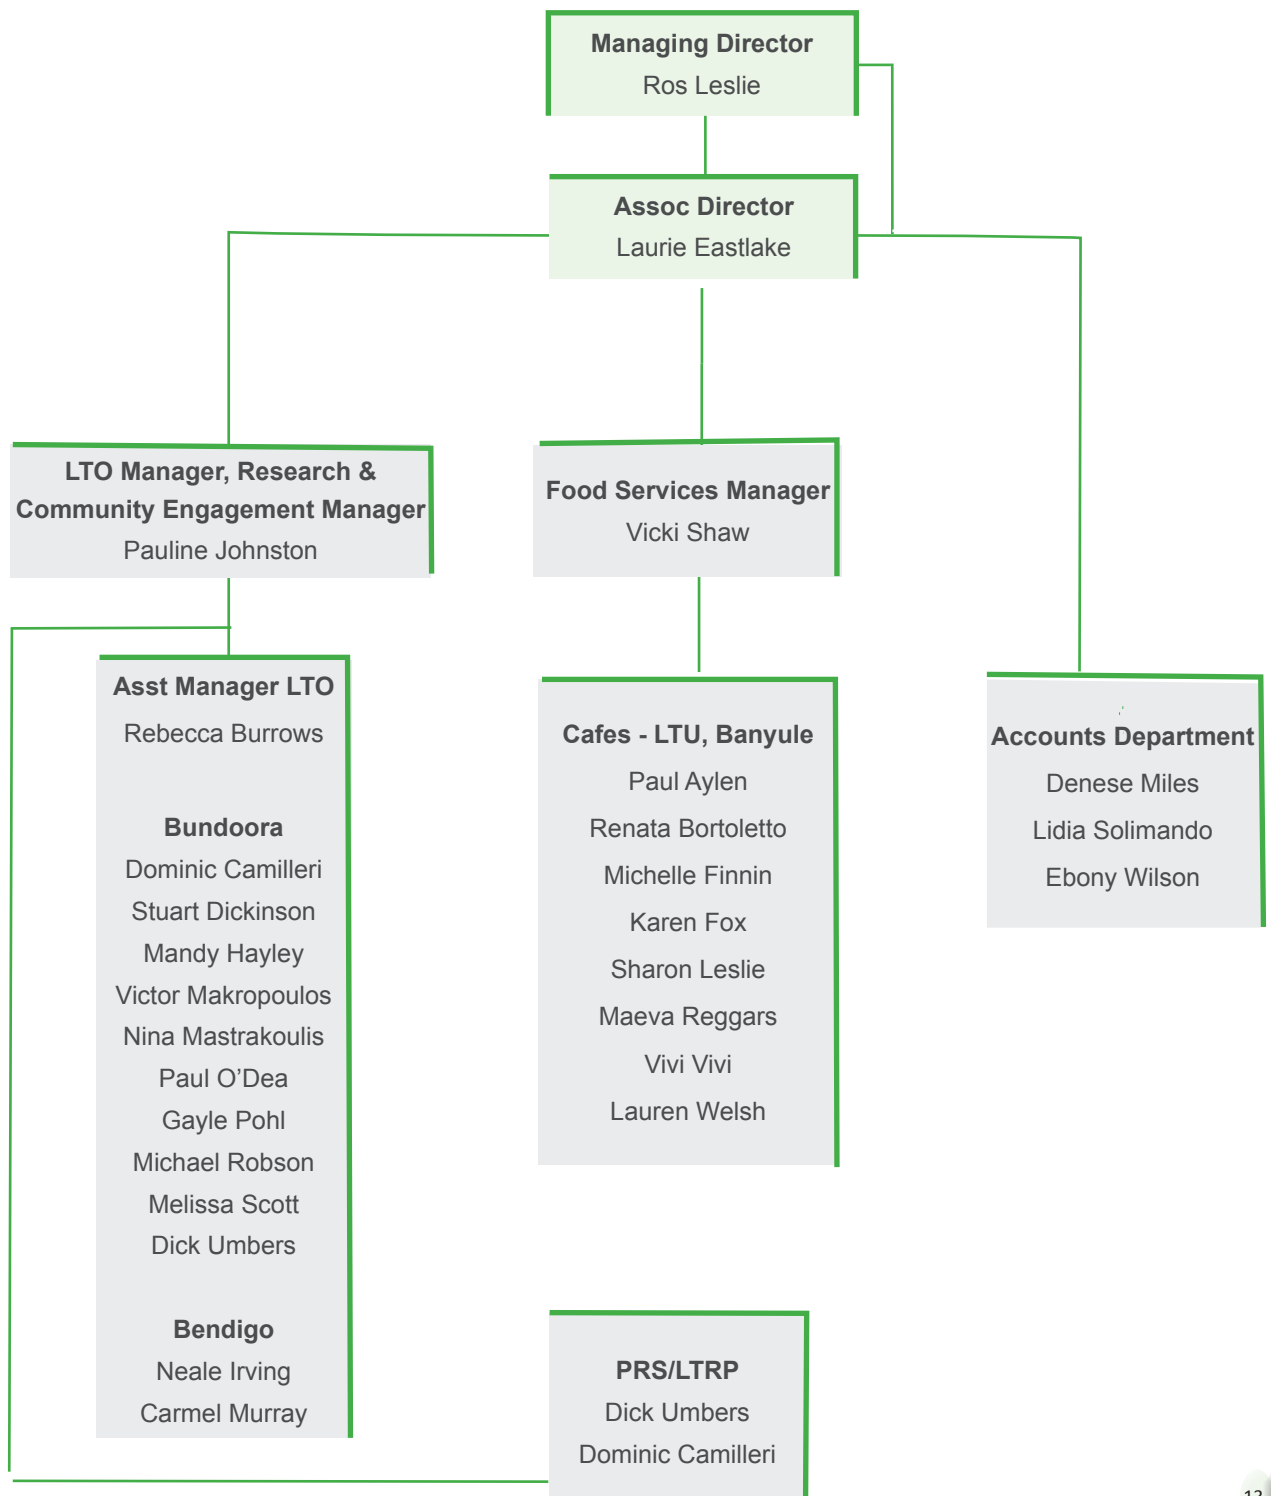 Managing Director
Ros Leslie
Assoc Director
Laurie Eastlake
LTO Manager, Research &
Community Engagement Manager
Pauline Johnston
Food Services Manager
Vicki Shaw
Asst Manager LTO
Rebecca Burrows
Bundoora
Dominic Camilleri
Stuart Dickinson
Mandy Hayley
Victor Makropoulos
Nina Mastrakoulis
Paul O’Dea
Gayle Pohl
Michael Robson
Melissa Scott
Dick Umbers
Bendigo
Neale Irving
Carmel Murray
Cafes - LTU, Banyule
Paul Aylen
Renata Bortoletto
Michelle Finnin
Karen Fox
Sharon Leslie
Maeva Reggars
Vivi Vivi
Lauren Welsh
Accounts Department
Denese Miles
Lidia Solimando
Ebony Wilson
PRS/LTRP
Dick Umbers
Dominic Camilleri